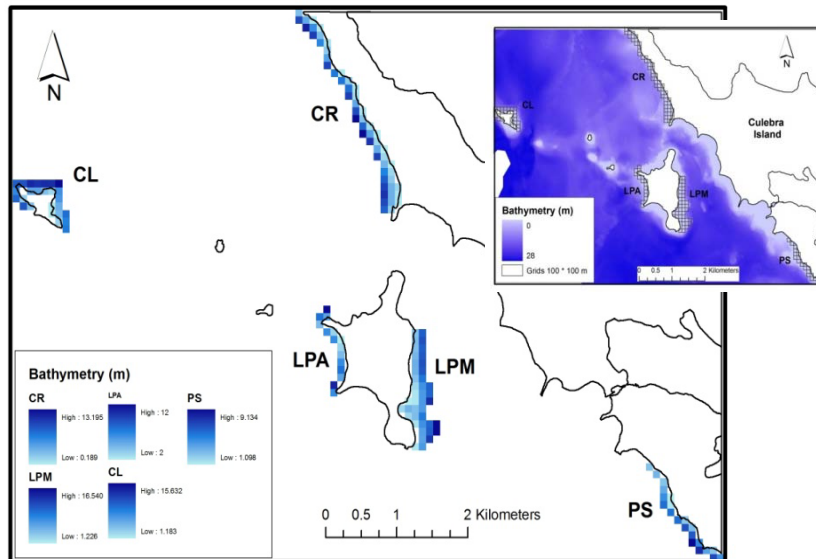 N
CR
CL
LPA
LPM
PS
Bathymetry (m)
CR
High : 13.195
Low : 0.189
LPA
High : 12
Low : 2
PS
High : 9.134
Low : 1.098
LPM
High : 16.540
Low : 1.226
CL
High : 15.632
Low : 1.183
0 0.5 1 2 Kilometers
N
CR
CL
Culebra
Island
LPA
LPM
PS
Bathymetry (m)
0
28
Grids 100 * 100 m
0 0.5 1 2 Kilometers